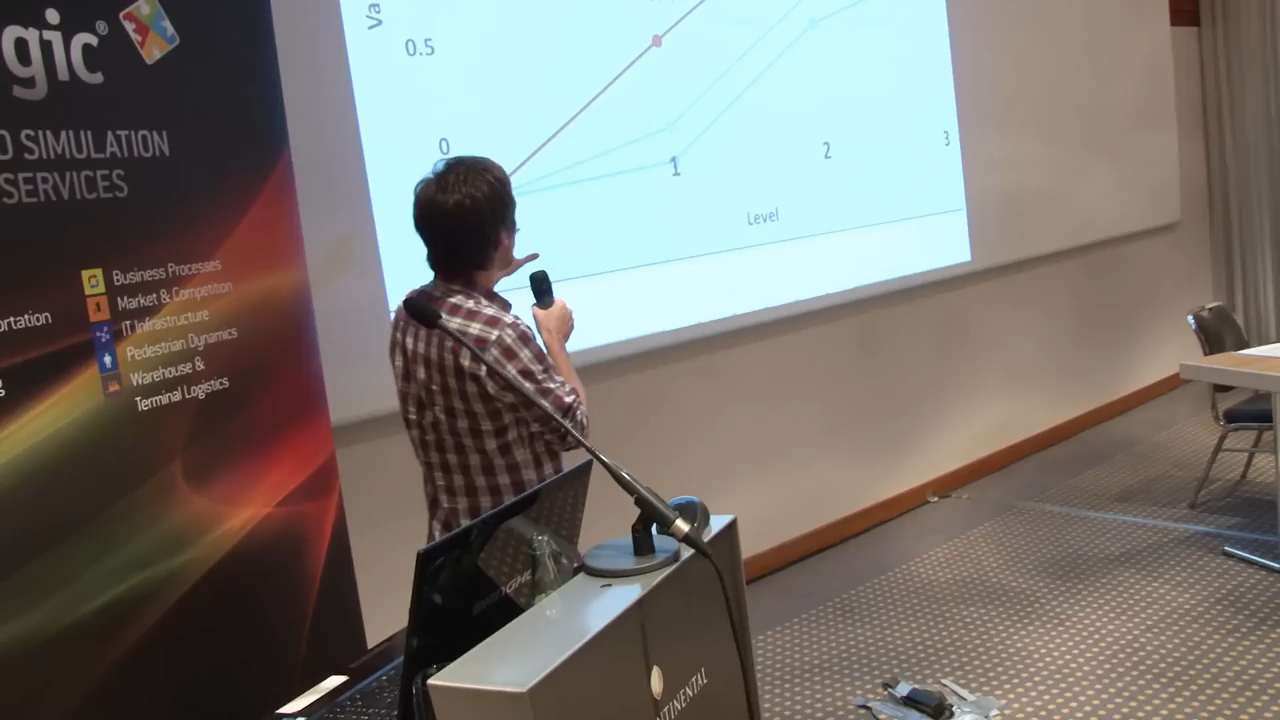 gic®
O SIMULATION
SERVICES
ortation
g
Business Processes
Market & Competition
IT Infrastructure
Pedestrian Dynamics
Warehouse &
Terminal Logistics
Va
0.5
0
1
2
3
Level
NTINENTAL